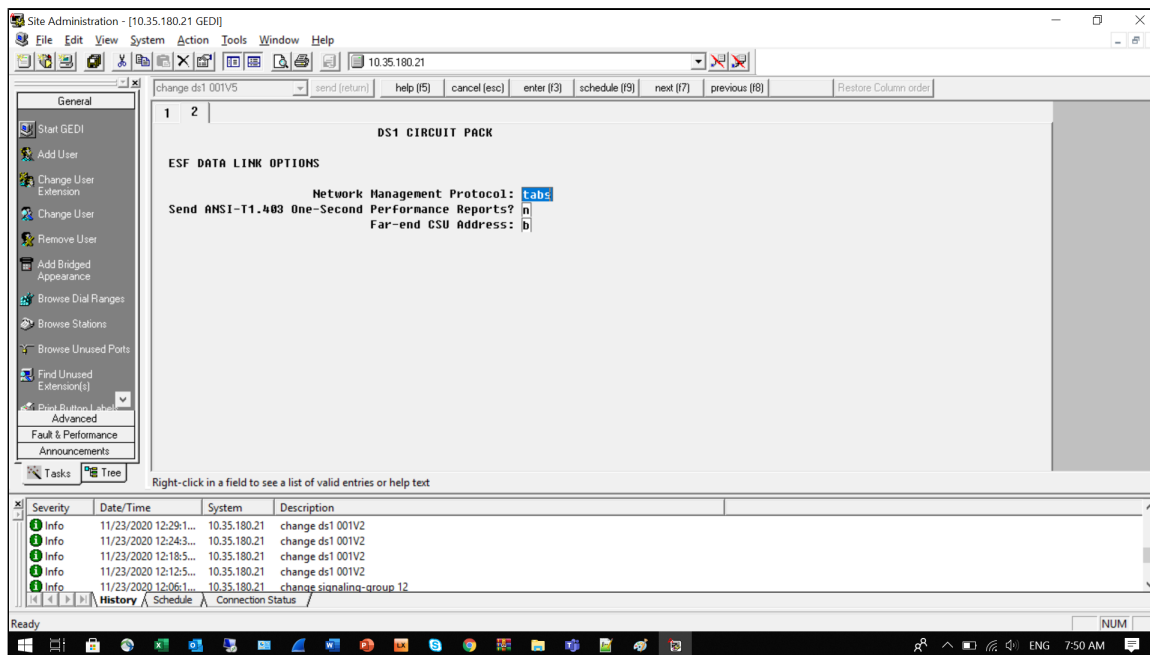 Site Administration - [10.35.180.21 GEDI]
File Edit View System Action Tools Window Help
10.35.180.21
change ds1 001V5 send (return) help (f5) cancel (esc) enter (f3) schedule (f9) next (f7) previous (f8) Restore Column order
General
Start GEDI
Add User
Change User
Extension
Change User
Remove User
Add Bridged
Appearance
Browse Dial Ranges
Browse Stations
Browse Unused Ports
Find Unused
Extension(s)
Print Button Labels
Advanced
Fault & Performance
Announcements
Tasks Tree
1 2
DS1 CIRCUIT PACK
ESF DATA LINK OPTIONS
Network Management Protocol: tabs
Send ANSI-T1.403 One-Second Performance Reports? n
Far-end CSU Address: b
Right-click in a field to see a list of valid entries or help text
Severity Date/Time System Description
Info 11/23/2020 12:29:1... 10.35.180.21 change ds1 001V2
Info 11/23/2020 12:24:3... 10.35.180.21 change ds1 001V2
Info 11/23/2020 12:18:5... 10.35.180.21 change ds1 001V2
Info 11/23/2020 12:12:5... 10.35.180.21 change ds1 001V2
Info 11/23/2020 12:06:1... 10.35.180.21 change signaling-group 12
History Schedule Connection Status
Ready NUM
ENG 7:50 AM